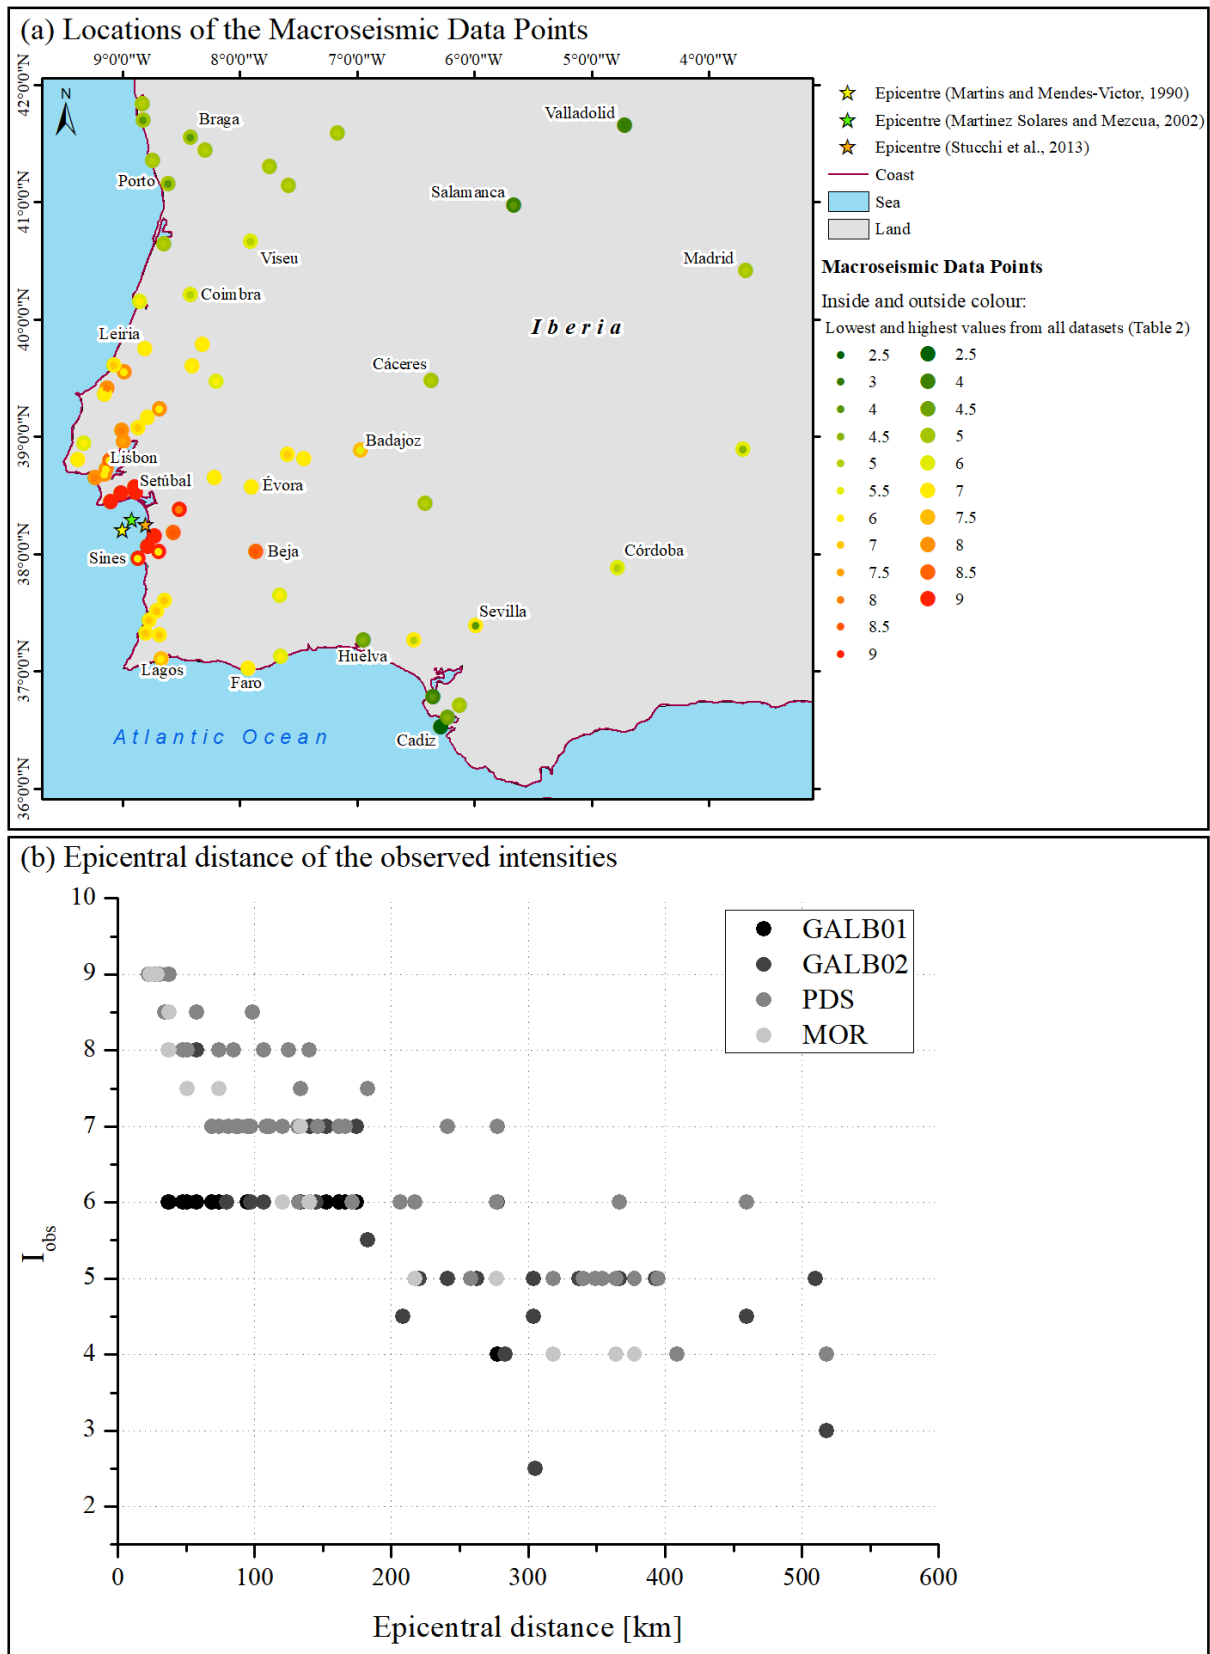 (a) Locations of the Macroseismic Data Points
9°0'0"W 8°0'0"W 7°0'0"W 6°0'0"W 5°0'0"W 4°0'0"W
42°0'0"N
41°0'0"N
40°0'0"N
39°0'0"N
38°0'0"N
37°0'0"N
36°0'0"N
N
Braga
Valladolid
Porto
Salamanca
Viseu
Madrid
Coimbra
Iberia
Leiria
Cáceres
Badajoz
Lisbon
Setúbal
Évora
Sines
Beja
Córdoba
Sevilla
Huelva
Lagos
Faro
Atlantic Ocean
Cadiz
Epicentre (Martins and Mendes-Victor, 1990)
Epicentre (Martinez Solares and Mezcua, 2002)
Epicentre (Stucchi et al., 2013)
Coast
Sea
Land
Macroseismic Data Points
Inside and outside colour:
Lowest and highest values from all datasets (Table 2)
2.5 2.5
3 4
4 4.5
4.5 5
5 6
5.5 7
6 7.5
7 8
7.5 8.5
8 9
8.5
9
(b) Epicentral distance of the observed intensities
10
9
8
7
6
5
4
3
2
I obs
GALB01
GALB02
PDS
MOR
0 100 200 300 400 500 600
Epicentral distance [km]